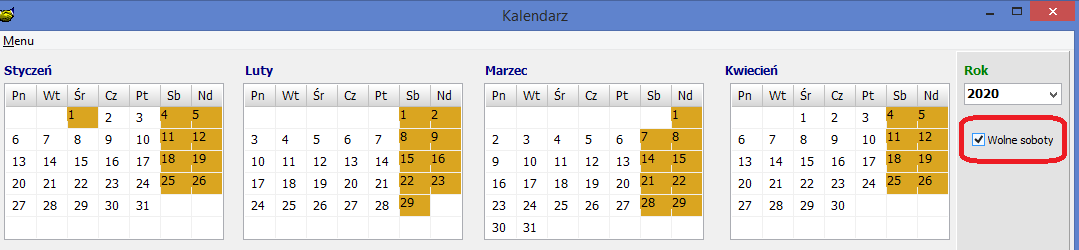 Kalendarz
Menu
Styczeń Luty Marzec Kwiecień Rok
Pn Wt Śr Cz Pt Sb Nd Pn Wt Śr Cz Pt Sb Nd Pn Wt Śr Cz Pt Sb Nd Pn Wt Śr Cz Pt Sb Nd 2020
1 2 3 4 5 1 2 1 1 2 3 4 5
6 7 8 9 10 11 12 3 4 5 6 7 8 9 2 3 4 5 6 7 8 6 7 8 9 10 11 12 Wolne soboty
13 14 15 16 17 18 19 10 11 12 13 14 15 16 9 10 11 12 13 14 15 13 14 15 16 17 18 19
20 21 22 23 24 25 26 17 18 19 20 21 22 23 16 17 18 19 20 21 22 20 21 22 23 24 25 26
27 28 29 30 31 24 25 26 27 28 29 23 24 25 26 27 28 29 27 28 29 30
30 31